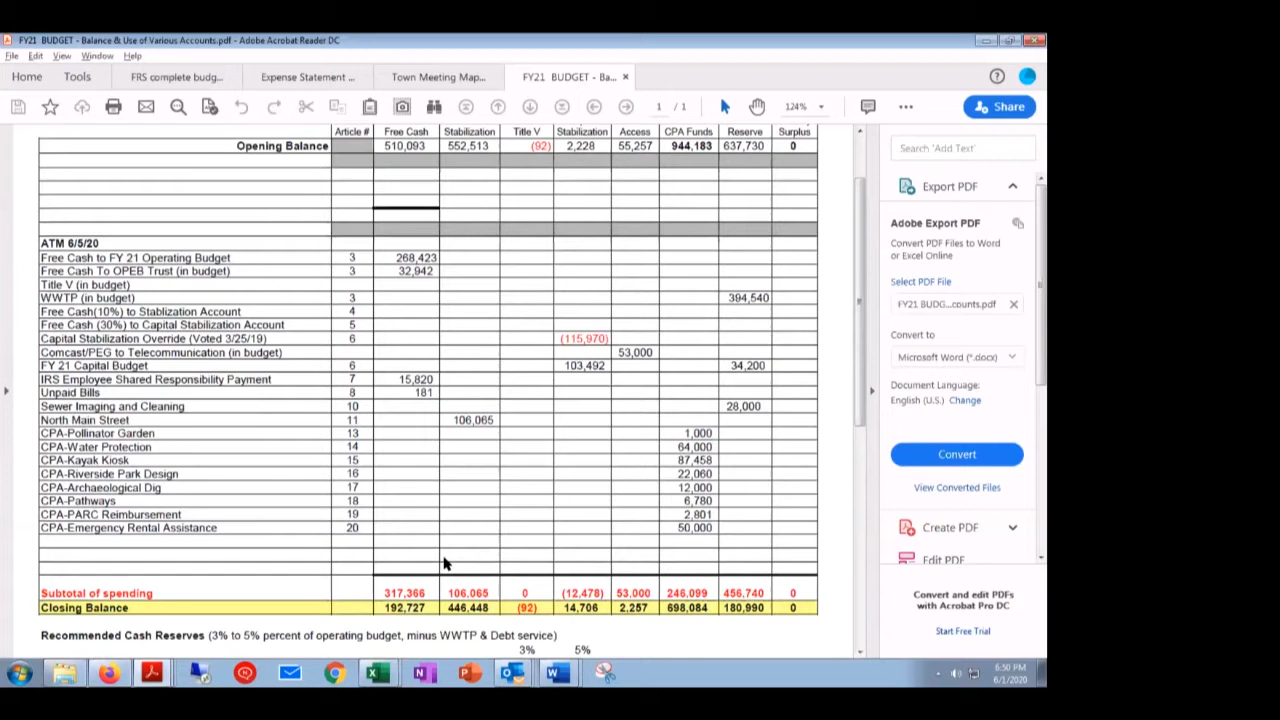 FY21 BUDGET - Balance & Use of Various Accounts.pdf - Adobe Acrobat Reader DC
File Edit View Window Help
Home Tools FRS complete budg... Expense Statement ... Town Meeting Map... FY21 BUDGET - Ba... ×
1 / 1 124% Share
Article # Free Cash Stabilization Title V Stabilization Access CPA Funds Reserve Surplus
Opening Balance 510,093 552,513 (92) 2,228 55,257 944,183 637,730 0
ATM 6/5/20
Free Cash to FY 21 Operating Budget 3 268,423
Free Cash To OPEB Trust (in budget) 3 32,942
Title V (in budget)
WWTP (in budget) 3 394,540
Free Cash(10%) to Stablization Account 4
Free Cash (30%) to Capital Stabilization Account 5
Capital Stabilization Override (Voted 3/25/19) 6 (115,970)
Comcast/PEG to Telecommunication (in budget) 53,000
FY 21 Capital Budget 6 103,492 34,200
IRS Employee Shared Responsibility Payment 7 15,820
Unpaid Bills 8 181
Sewer Imaging and Cleaning 10 28,000
North Main Street 11 106,065
CPA-Pollinator Garden 13 1,000
CPA-Water Protection 14 64,000
CPA-Kayak Kiosk 15 87,458
CPA-Riverside Park Design 16 22,060
CPA-Archaeological Dig 17 12,000
CPA-Pathways 18 6,780
CPA-PARC Reimbursement 19 2,801
CPA-Emergency Rental Assistance 20 50,000
Subtotal of spending 317,366 106,065 0 (12,478) 53,000 246,099 456,740 0
Closing Balance 192,727 446,448 (92) 14,706 2,257 698,084 180,990 0
Recommended Cash Reserves (3% to 5% percent of operating budget, minus WWTP & Debt service)
3% 5%
Search 'Add Text'
Export PDF
Adobe Export PDF
Convert PDF Files to Word
or Excel Online
Select PDF File
FY21 BUDG...counts.pdf
Convert to
Microsoft Word (*.docx)
Document Language:
English (U.S.) Change
Convert
View Converted Files
Create PDF
Edit PDF
Convert and edit PDFs
with Acrobat Pro DC
Start Free Trial
6:50 PM
6/1/2020